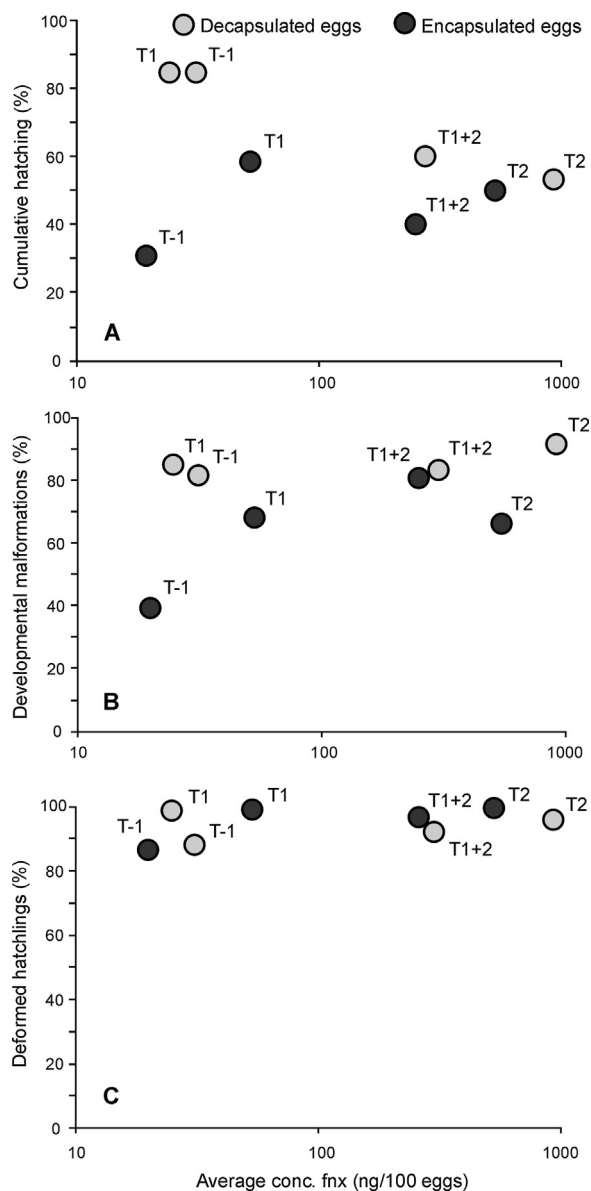 Decapsulated eggs Encapsulated eggs
Cumulative hatching (%)
100
80
60
40
20
0
T1 T-1
T1
T-1
T1+2
T1+2
T2
T2
A
10 100 1000
Developmental malformations (%)
100
80
60
40
20
0
T1
T-1
T1
T-1
T1+2 T1+2
T2
T2
B
10 100 1000
Deformed hatchlings (%)
100
80
60
40
20
0
T-1
T1
T-1
T1
T1+2
T1+2
T2
T2
C
10 100 1000
Average conc. fnx (ng/100 eggs)